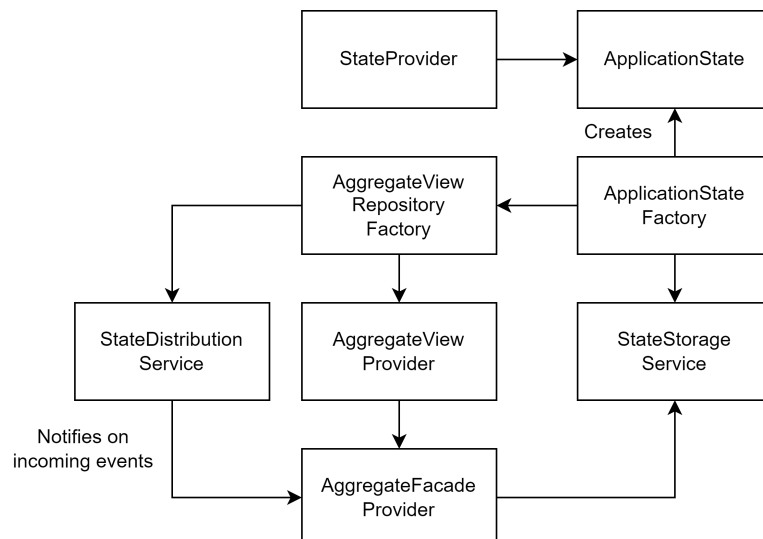 StateProvider
ApplicationState
Creates
AggregateView
Repository
Factory
ApplicationState
Factory
StateDistribution
Service
AggregateView
Provider
StateStorage
Service
Notifies on
incoming events
AggregateFacade
Provider